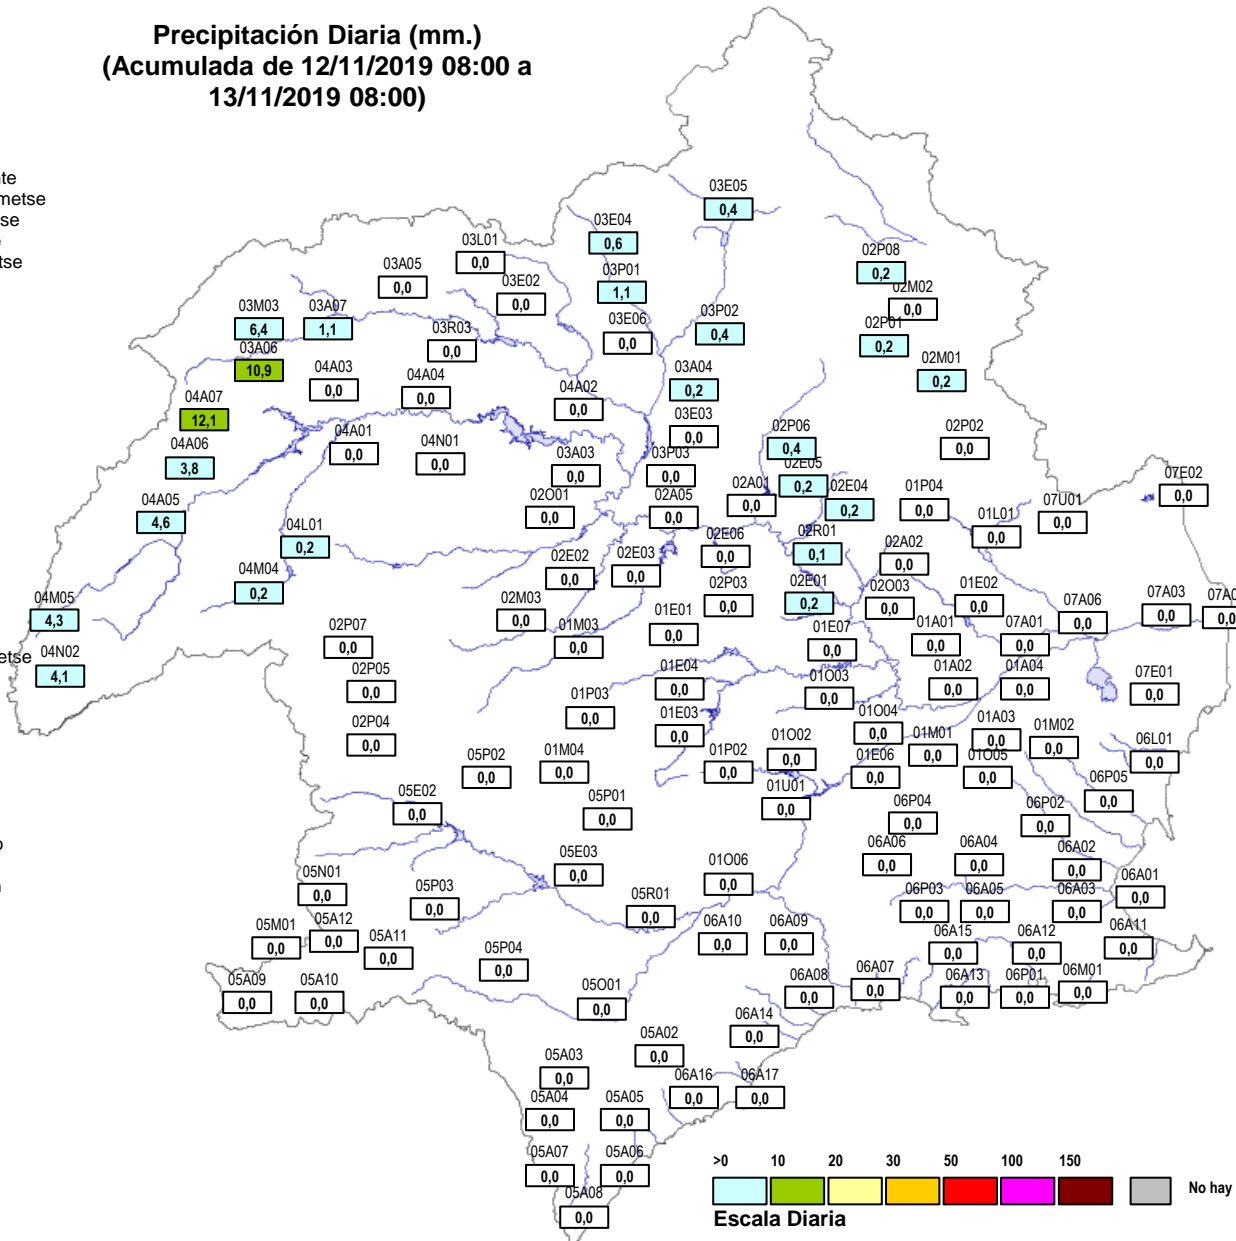 Precipitación Diaria (mm.)
(Acumulada de 12/11/2019 08:00 a
13/11/2019 08:00)
03E05
0,4
03E04
0,6
03L01
0,0
02P08
0,2
03A05
0,0
03P01
1,1
03E02
0,0
02M02
0,0
03M03
6,4
03A07
1,1
03P02
0,4
03E06
0,0
03R03
0,0
02P01
0,2
03A06
10,9
02M01
0,2
04A03
0,0
04A04
0,0
04A02
0,0
03A04
0,2
04A07
12,1
03E03
0,0
02P06
0,4
02P02
0,0
04A01
0,0
04N01
0,0
04A06
3,8
03A03
0,0
03P03
0,0
02E05
0,2
07E02
0,0
04A05
4,6
02O01
0,0
02A05
0,0
02A01
0,0
02E04
0,2
01P04
0,0
07U01
0,0
01L01
0,0
04L01
0,2
02E06
0,0
02R01
0,1
02A02
0,0
02E02
0,0
02E03
0,0
04M04
0,2
02P03
0,0
02E01
0,2
02O03
0,0
01E02
0,0
04M05
4,3
02M03
0,0
07A06
0,0
07A03
0,0
07A0
0,0
01E01
0,0
02P07
0,0
01M03
0,0
01E07
0,0
01A01
0,0
07A01
0,0
etse
04N02
4,1
02P05
0,0
01E04
0,0
01O03
0,0
01A02
0,0
01A04
0,0
07E01
0,0
01P03
0,0
02P04
0,0
01E03
0,0
01O04
0,0
01A03
0,0
01M02
0,0
01M01
0,0
01O02
0,0
06L01
0,0
05P02
0,0
01M04
0,0
01P02
0,0
01E06
0,0
01O05
0,0
06P05
0,0
05E02
0,0
05P01
0,0
01U01
0,0
06P04
0,0
06P02
0,0
05E03
0,0
06A06
0,0
06A04
0,0
06A02
0,0
05N01
0,0
05P03
0,0
01O06
0,0
06A01
0,0
05R01
0,0
06P03
0,0
06A05
0,0
06A03
0,0
05M01
0,0
05A12
0,0
05A11
0,0
06A10
0,0
06A09
0,0
06A15
0,0
06A12
0,0
06A11
0,0
05P04
0,0
05A09
0,0
05A10
0,0
05O01
0,0
06A08
0,0
06A07
0,0
06A13
0,0
06P01
0,0
06M01
0,0
05A02
0,0
06A14
0,0
05A03
0,0
06A16
0,0
06A17
0,0
05A04
0,0
05A05
0,0
05A07
0,0
05A06
0,0
05A08
0,0
>0 10 20 30 50 100 150
No hay
Escala Diaria